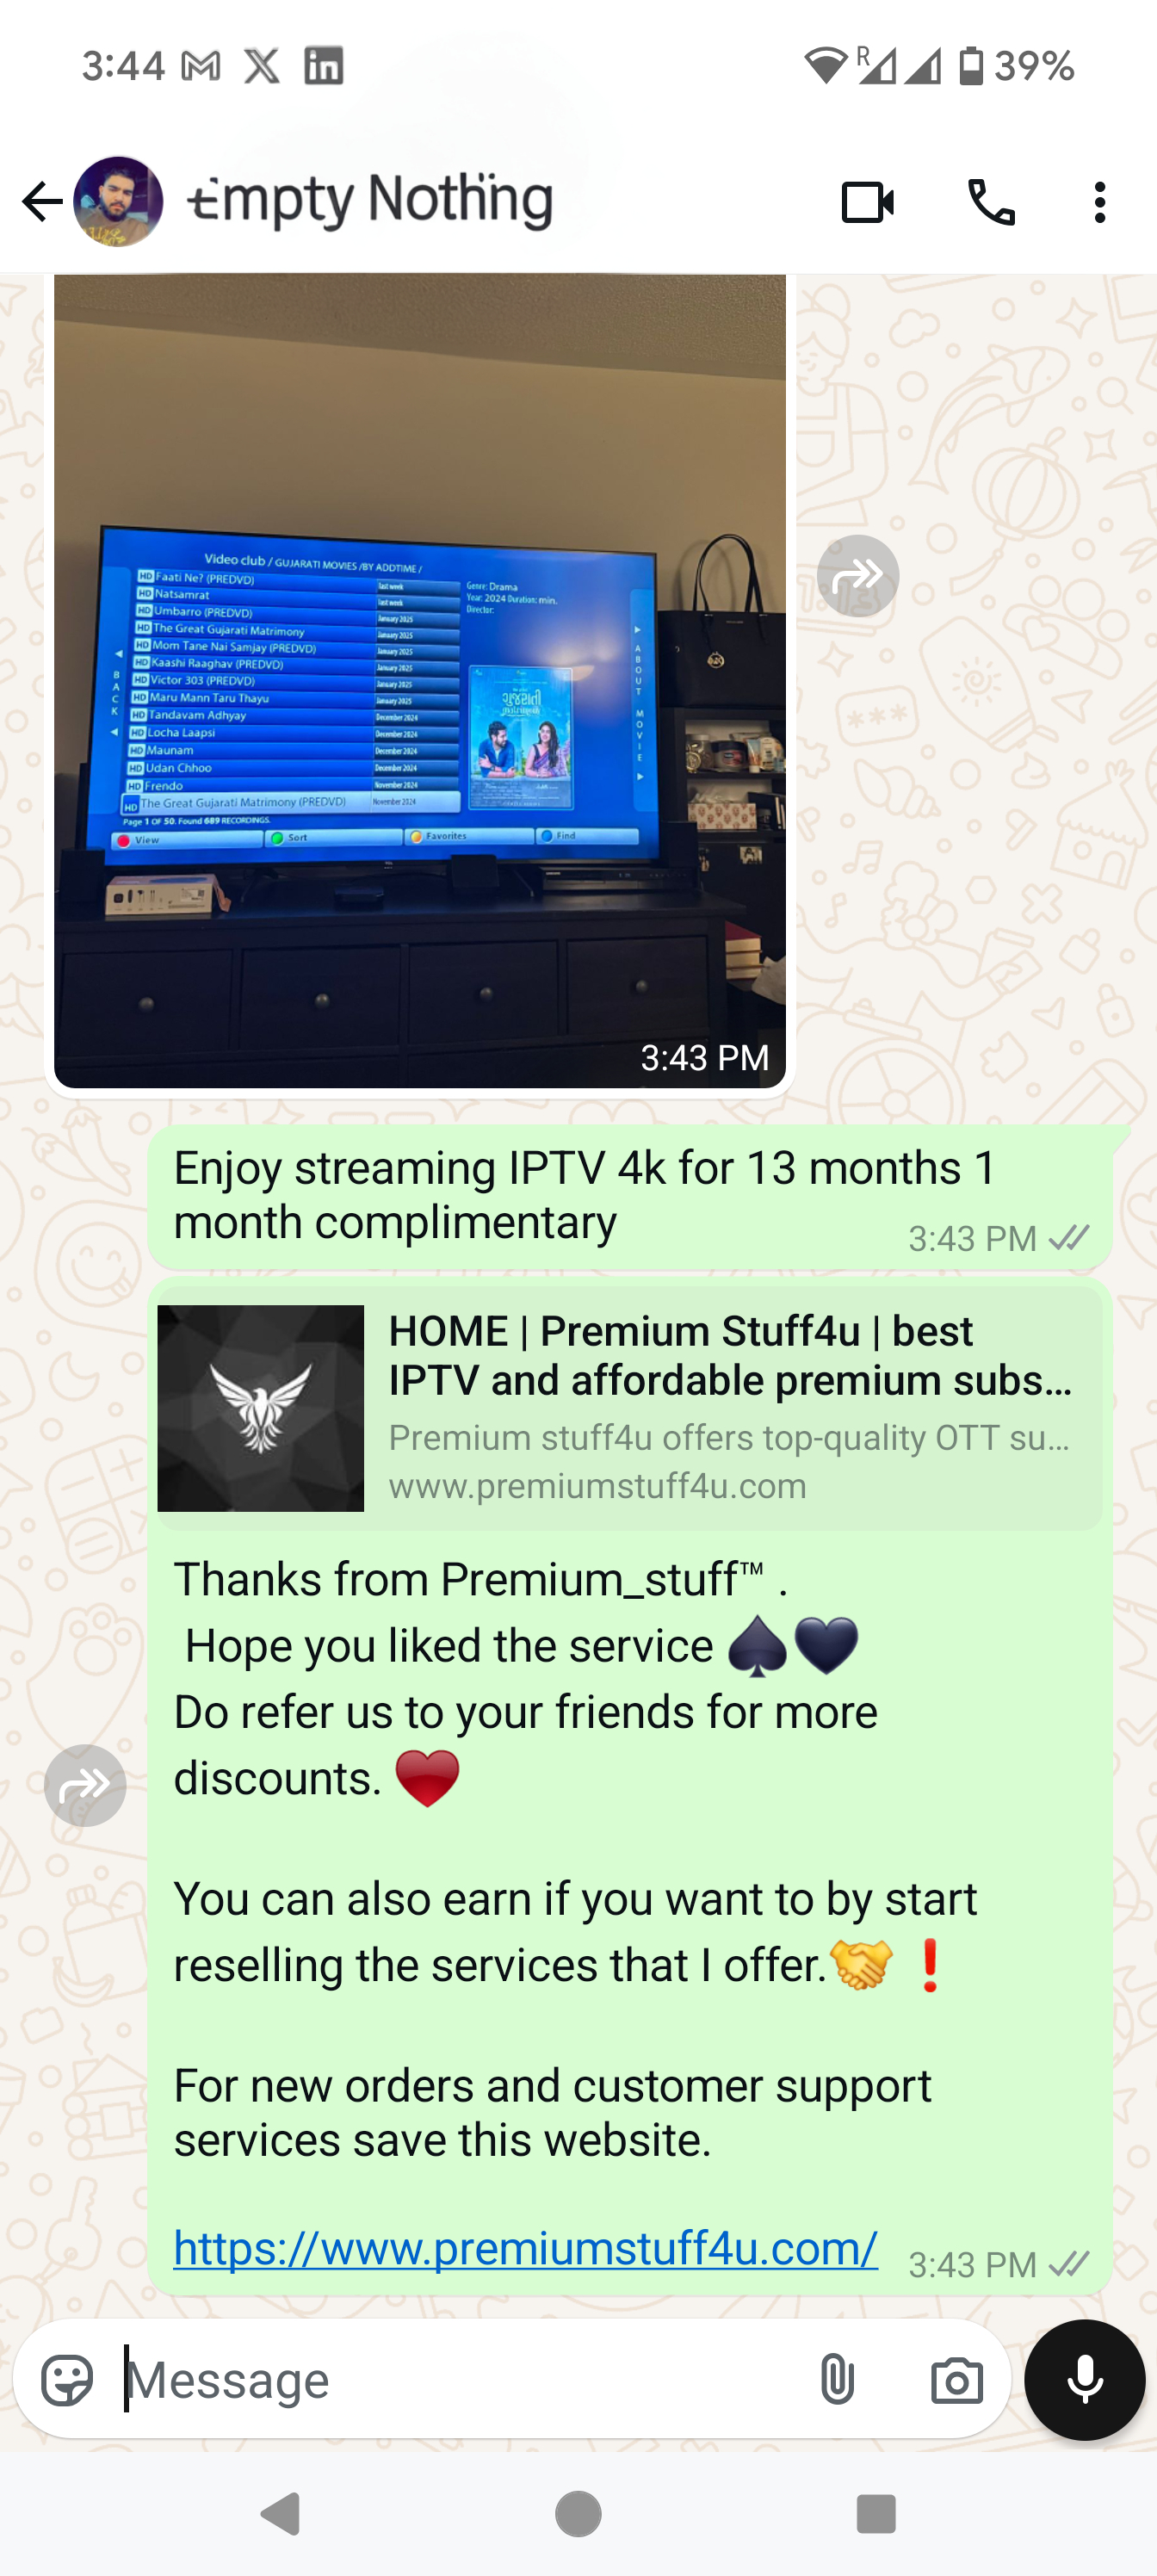 3:44
39%
Empty Nothing
Video club / GUJARATI MOVIES /BY ADDTIME /
HD Faati Ne? (PREDVD) last week
HD Natsamrat last week
HD Umbarro (PREDVD) January 2025
HD The Great Gujarati Matrimony January 2025
HD Mom Tane Nai Samjay (PREDVD) January 2025
HD Kaashi Raaghav (PREDVD) January 2025
HD Victor 303 (PREDVD) January 2025
HD Maru Mann Taru Thayu January 2025
HD Tandavam Adhyay December 2024
HD Locha Laapsi December 2024
HD Maunam December 2024
HD Udan Chhoo December 2024
HD Frendo November 2024
HD The Great Gujarati Matrimony (PREDVD) November 2024
Genre: Drama
Year: 2024 Duration: min.
Director:
BACK
ABOUT MOVIE
Page 1 OF 50. Found 689 RECORDINGS.
View Sort Favorites Find
3:43 PM
Enjoy streaming IPTV 4k for 13 months 1
month complimentary
3:43 PM
HOME | Premium Stuff4u | best
IPTV and affordable premium subs...
Premium stuff4u offers top-quality OTT su...
www.premiumstuff4u.com
Thanks from Premium_stuff™ .
Hope you liked the service ♠️🖤
Do refer us to your friends for more
discounts. ♥️
You can also earn if you want to by start
reselling the services that I offer.🤝❗
For new orders and customer support
services save this website.
https://www.premiumstuff4u.com/
3:43 PM
Message